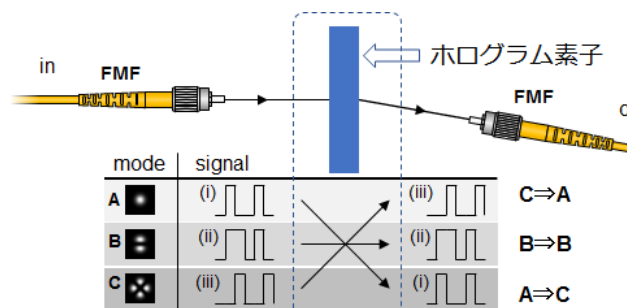 ホログラム素子
in
FMF
FMF
o
mode signal
A (i) (iii) C⇒A
B (ii) (ii) B⇒B
C (iii) (i) A⇒C